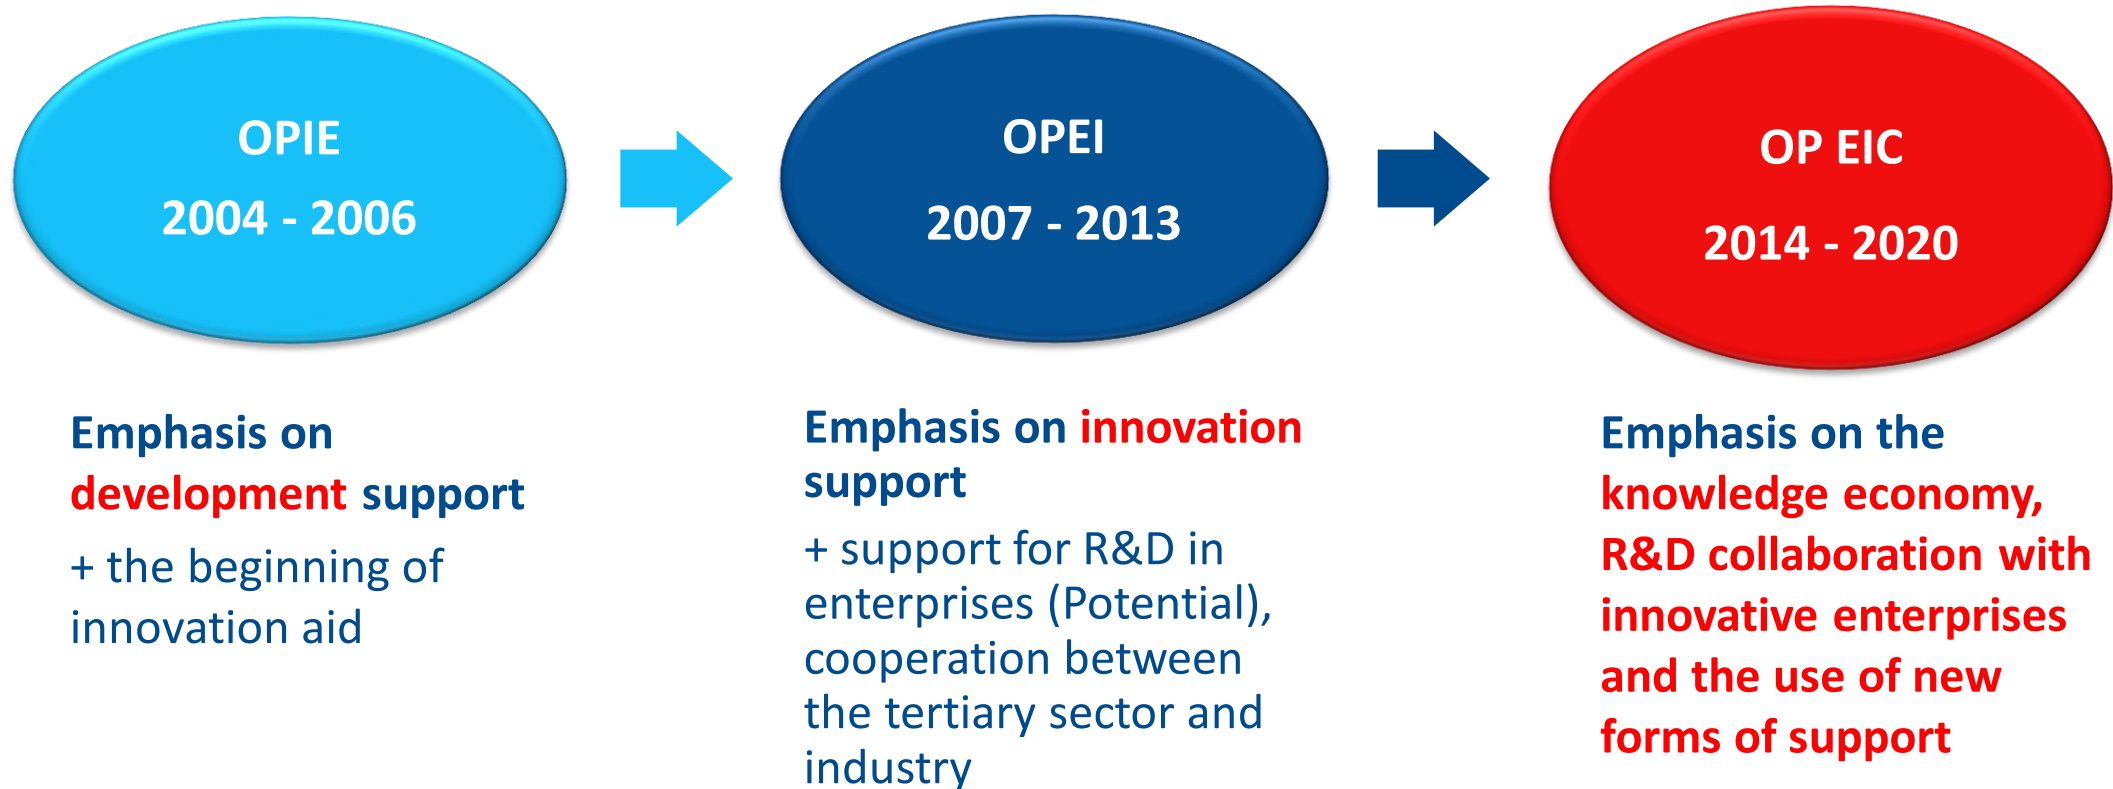 OPIE
2004 - 2006
OPEI
2007 - 2013
OP EIC
2014 - 2020
Emphasis on
development support
+ the beginning of
innovation aid
Emphasis on innovation
support
+ support for R&D in
enterprises (Potential),
cooperation between
the tertiary sector and
industry
Emphasis on the
knowledge economy,
R&D collaboration with
innovative enterprises
and the use of new
forms of support